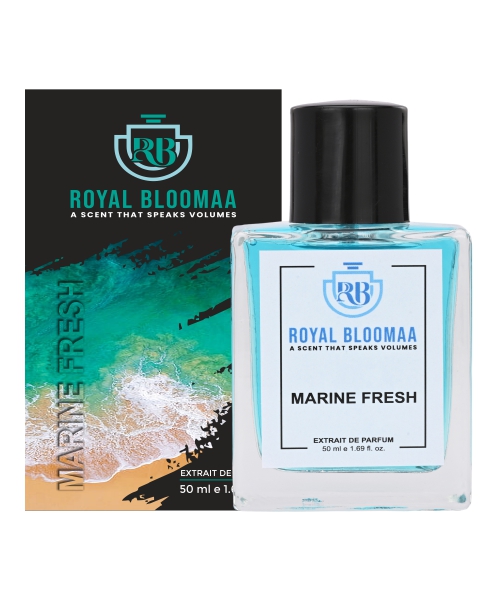 RB
ROYAL BLOOMAA
A SCENT THAT SPEAKS VOLUMES
MARINE FRESH
EXTRAIT DE
50 ml e 1.6
RB
ROYAL BLOOMAA
A SCENT THAT SPEAKS VOLUMES
MARINE FRESH
EXTRAIT DE PARFUM
50 ml e 1.69 fl. oz.